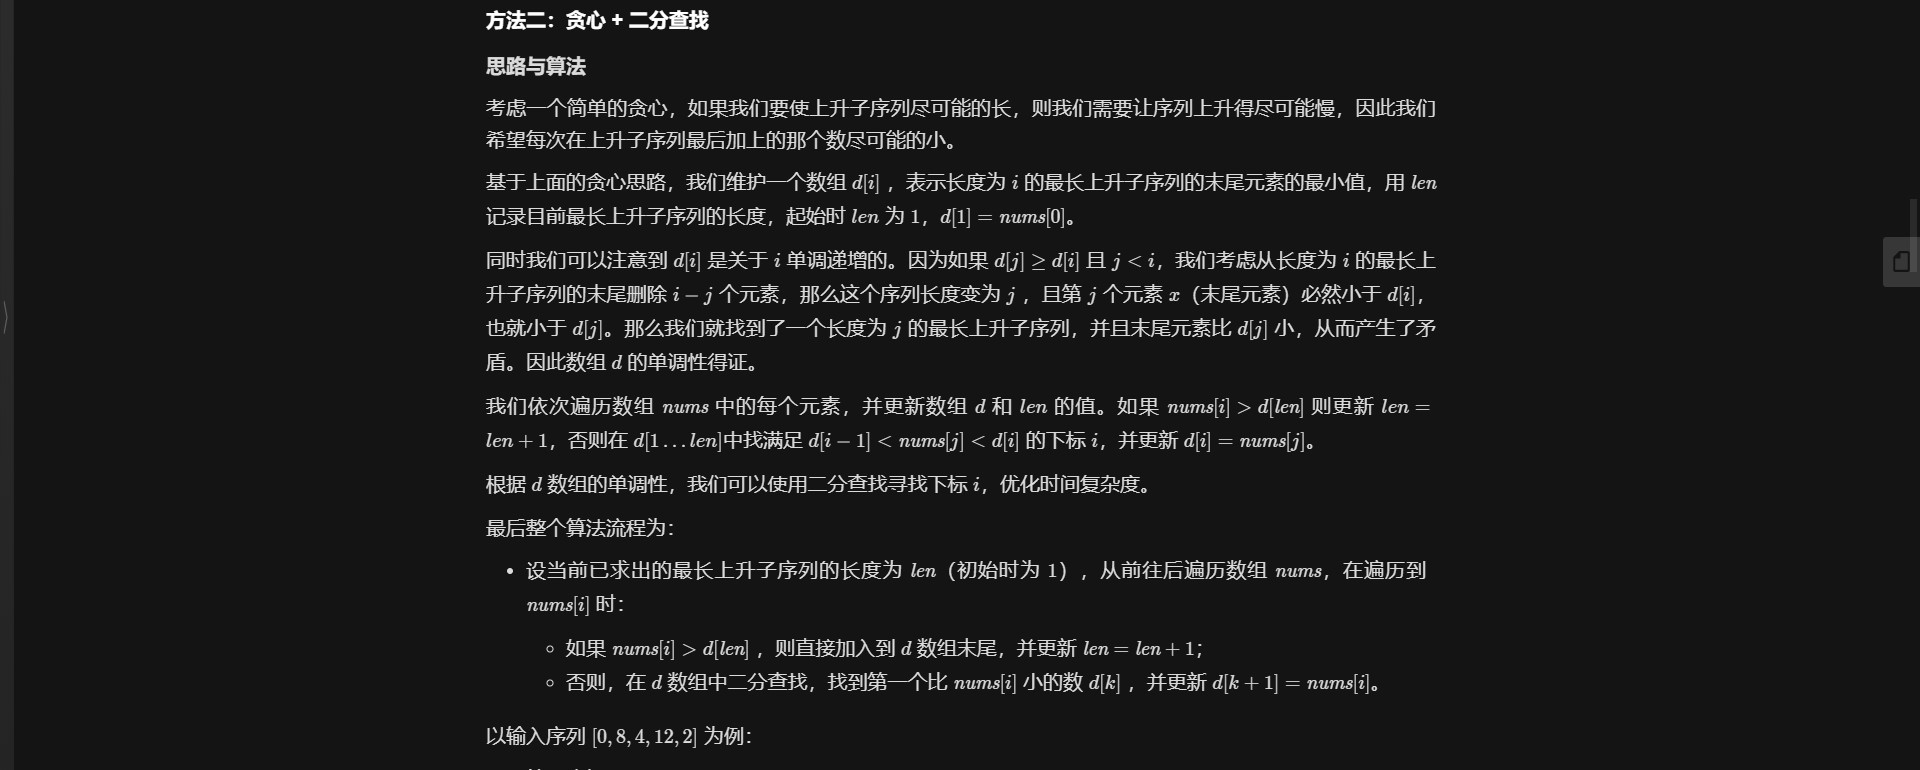 方法二：贪心 + 二分查找
思路与算法
考虑一个简单的贪心，如果我们要使上升子序列尽可能的长，则我们需要让序列上升得尽可能慢，因此我们
希望每次在上升子序列最后加上的那个数尽可能的小。
基于上面的贪心思路，我们维护一个数组 d[i] ，表示长度为 i 的最长上升子序列的末尾元素的最小值，用 len
记录目前最长上升子序列的长度，起始时 len 为 1，d[1] = nums[0]。
同时我们可以注意到 d[i] 是关于 i 单调递增的。因为如果 d[j] ≥ d[i] 且 j < i，我们考虑从长度为 i 的最长上
升子序列的末尾删除 i − j 个元素，那么这个序列长度变为 j ，且第 j 个元素 x（末尾元素）必然小于 d[i]，
也就小于 d[j]。那么我们就找到了一个长度为 j 的最长上升子序列，并且末尾元素比 d[j] 小，从而产生了矛
盾。因此数组 d 的单调性得证。
我们依次遍历数组 nums 中的每个元素，并更新数组 d 和 len 的值。如果 nums[i] > d[len] 则更新 len =
len + 1，否则在 d[1…len]中找满足 d[i − 1] < nums[j] < d[i] 的下标 i，并更新 d[i] = nums[j]。
根据 d 数组的单调性，我们可以使用二分查找寻找下标 i，优化时间复杂度。
最后整个算法流程为：
• 设当前已求出的最长上升子序列的长度为 len（初始时为 1），从前往后遍历数组 nums，在遍历到
nums[i] 时：
◦ 如果 nums[i] > d[len] ，则直接加入到 d 数组末尾，并更新 len = len + 1；
◦ 否则，在 d 数组中二分查找，找到第一个比 nums[i] 小的数 d[k] ，并更新 d[k + 1] = nums[i]。
以输入序列 [0, 8, 4, 12, 2] 为例：